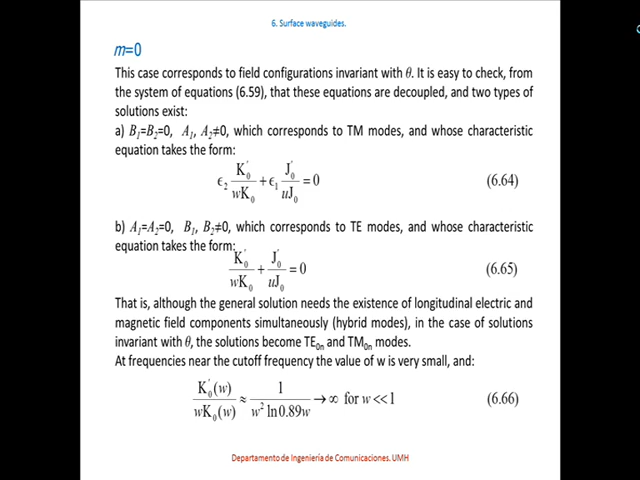 6. Surface waveguides.
m=0
This case corresponds to field configurations invariant with θ. It is easy to check, from
the system of equations (6.59), that these equations are decoupled, and two types of
solutions exist:
a) B₁=B₂=0, A₁, A₂≠0, which corresponds to TM modes, and whose characteristic
equation takes the form:
ϵ₂ K₀′/(wK₀) + ϵ₁ J₀′/(uJ₀) = 0 (6.64)
b) A₁=A₂=0, B₁, B₂≠0, which corresponds to TE modes, and whose characteristic
equation takes the form:
K₀′/(wK₀) + J₀′/(uJ₀) = 0 (6.65)
That is, although the general solution needs the existence of longitudinal electric and
magnetic field components simultaneously (hybrid modes), in the case of solutions
invariant with θ, the solutions become TE₀ₙ and TM₀ₙ modes.
At frequencies near the cutoff frequency the value of w is very small, and:
K₀′(w)/(wK₀(w)) ≈ 1/(w² ln0.89w) → ∞ for w << 1 (6.66)
Departamento de Ingeniería de Comunicaciones. UMH